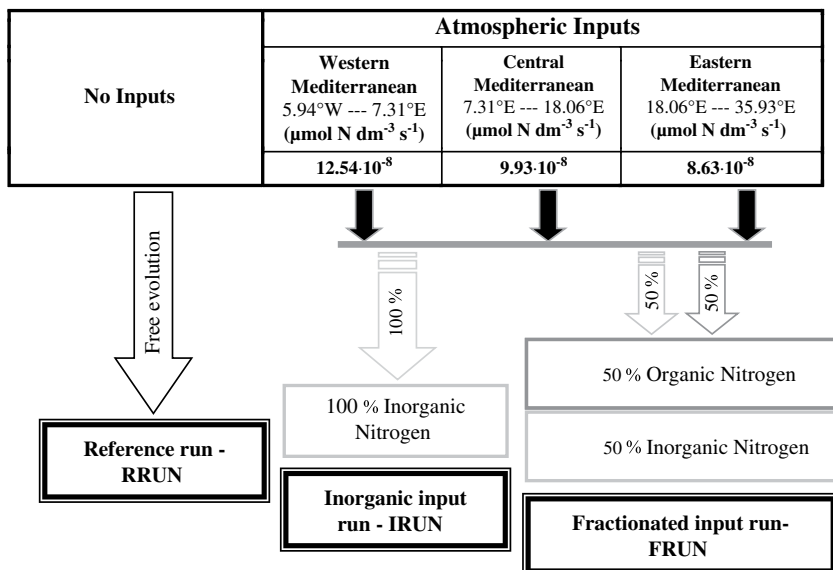 Atmospheric Inputs
No Inputs
Western
Mediterranean
5.94°W --- 7.31°E
(µmol N dm-3 s-1)
Central
Mediterranean
7.31°E --- 18.06°E
(µmol N dm-3 s-1)
Eastern
Mediterranean
18.06°E --- 35.93°E
(µmol N dm-3 s-1)
12.54·10-8
9.93·10-8
8.63·10-8
Free evolution
100 %
50 %
50 %
Reference run -
RRUN
100 % Inorganic
Nitrogen
Inorganic input
run - IRUN
50 % Organic Nitrogen
50 % Inorganic Nitrogen
Fractionated input run-
FRUN